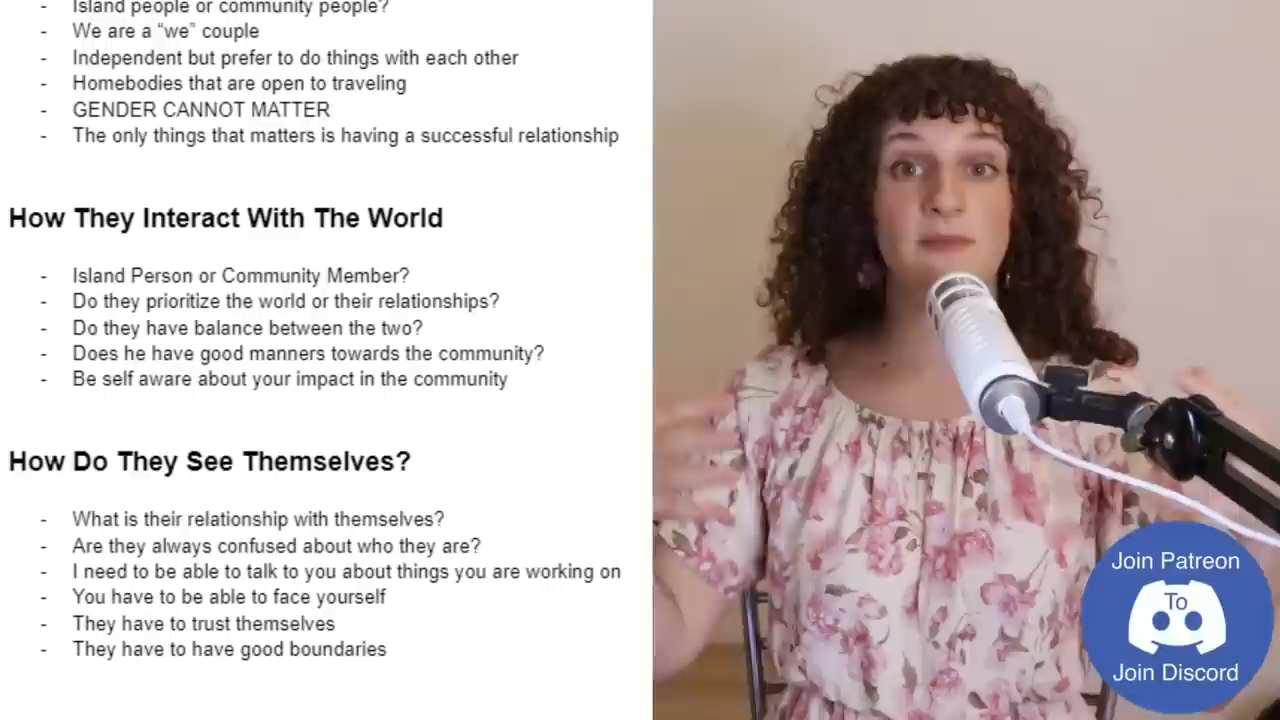 - Island people or community people?
- We are a “we” couple
- Independent but prefer to do things with each other
- Homebodies that are open to traveling
- GENDER CANNOT MATTER
- The only things that matters is having a successful relationship
How They Interact With The World
- Island Person or Community Member?
- Do they prioritize the world or their relationships?
- Do they have balance between the two?
- Does he have good manners towards the community?
- Be self aware about your impact in the community
How Do They See Themselves?
- What is their relationship with themselves?
- Are they always confused about who they are?
- I need to be able to talk to you about things you are working on
- You have to be able to face yourself
- They have to trust themselves
- They have to have good boundaries
Join Patreon
To
Join Discord